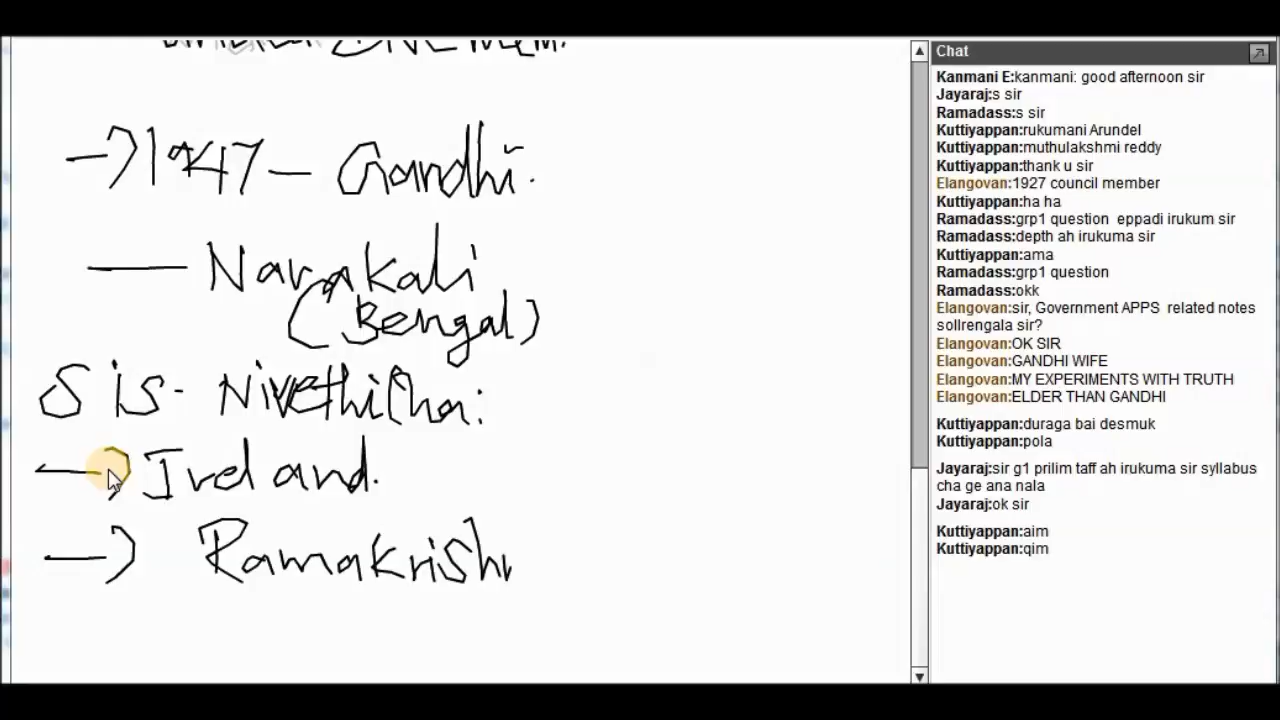 → 1947 - Gandhi.
— Navakali
(Bengal)
Sis. Nivethitha:
→ Ireland.
→ Ramakrish
Chat
Kanmani E:kanmani: good afternoon sir
Jayaraj:s sir
Ramadass:s sir
Kuttiyappan:rukumani Arundel
Kuttiyappan:muthulakshmi reddy
Kuttiyappan:thank u sir
Elangovan:1927 council member
Kuttiyappan:ha ha
Ramadass:grp1 question eppadi irukum sir
Ramadass:depth ah irukuma sir
Kuttiyappan:ama
Ramadass:grp1 question
Ramadass:okk
Elangovan:sir, Government APPS related notes
sollrengala sir?
Elangovan:OK SIR
Elangovan:GANDHI WIFE
Elangovan:MY EXPERIMENTS WITH TRUTH
Elangovan:ELDER THAN GANDHI
Kuttiyappan:duraga bai desmuk
Kuttiyappan:pola
Jayaraj:sir g1 prilim taff ah irukuma sir syllabus
cha ge ana nala
Jayaraj:ok sir
Kuttiyappan:aim
Kuttiyappan:qim